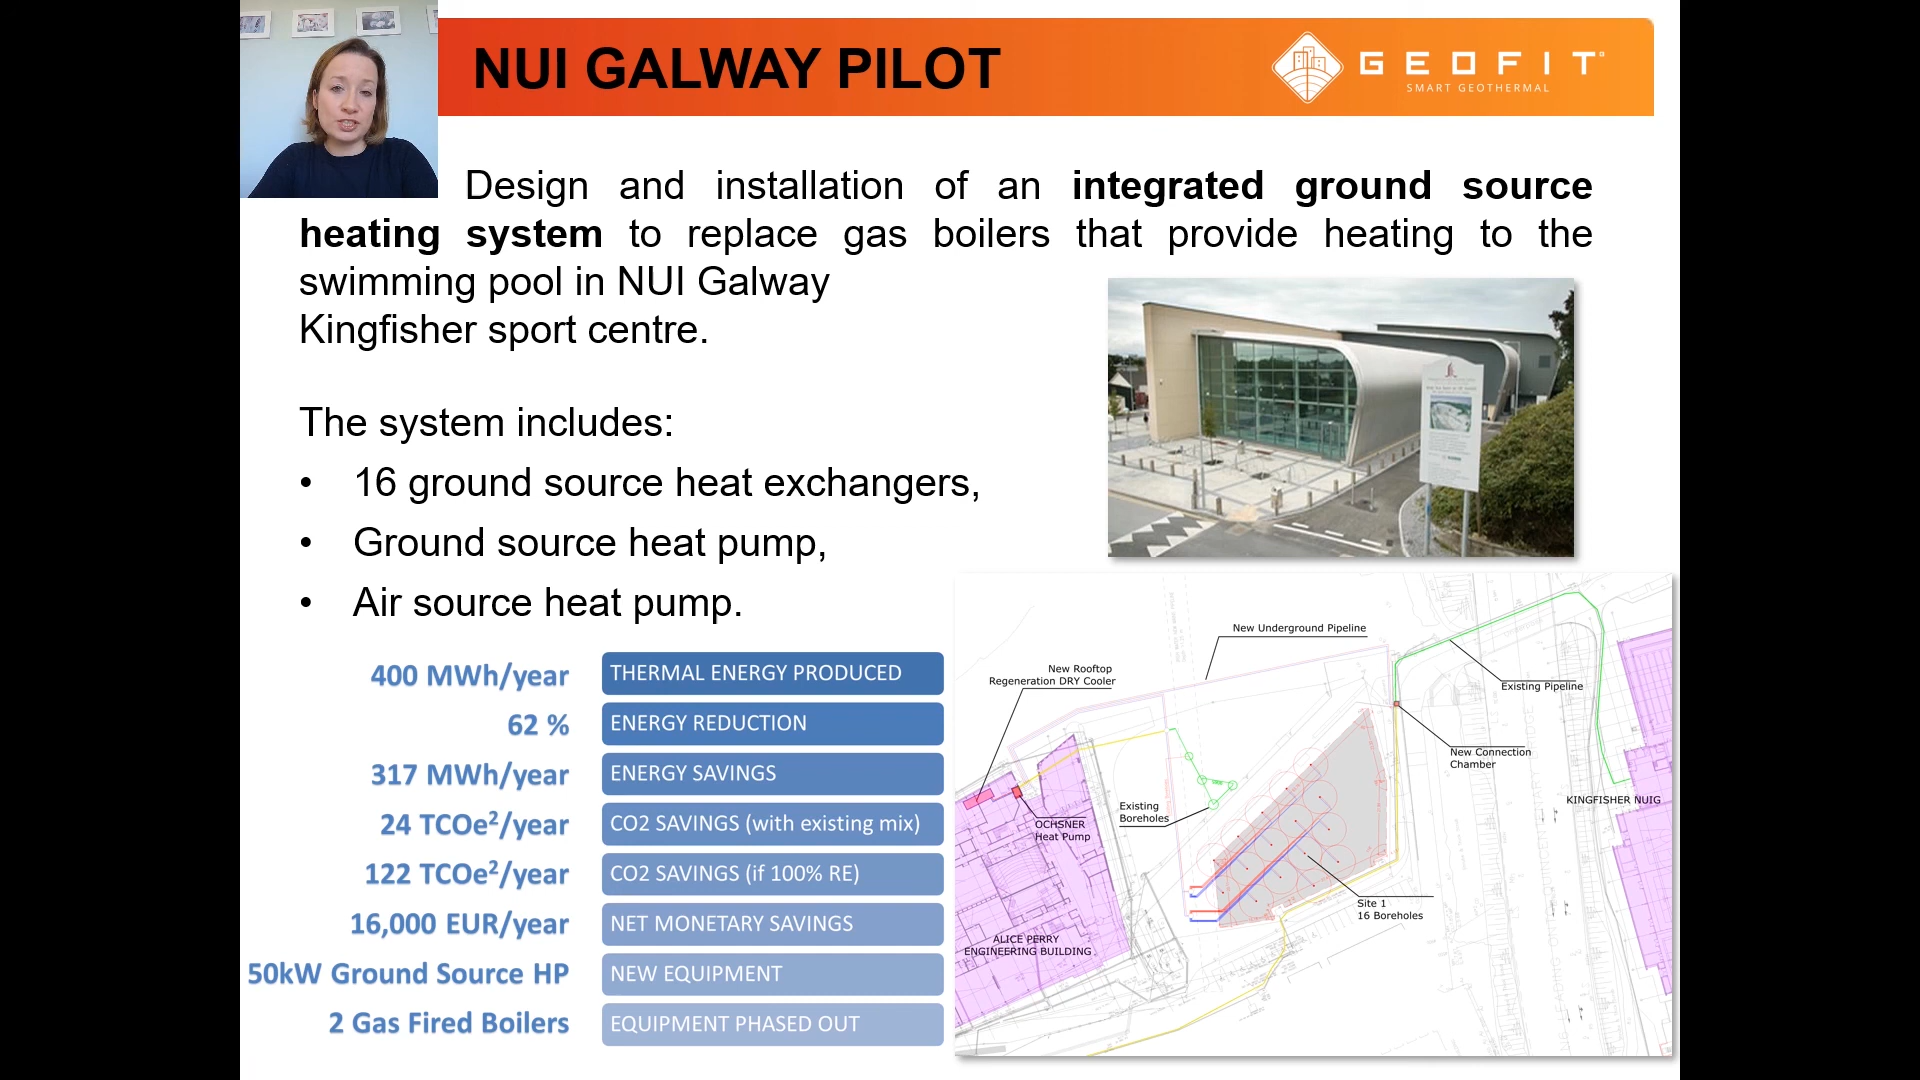 NUI GALWAY PILOT
GEOFIT
SMART GEOTHERMAL
Design and installation of an integrated ground source
heating system to replace gas boilers that provide heating to the
swimming pool in NUI Galway
Kingfisher sport centre.
The system includes:
• 16 ground source heat exchangers,
• Ground source heat pump,
• Air source heat pump.
400 MWh/year THERMAL ENERGY PRODUCED
62 % ENERGY REDUCTION
317 MWh/year ENERGY SAVINGS
24 TCOe²/year CO2 SAVINGS (with existing mix)
122 TCOe²/year CO2 SAVINGS (if 100% RE)
16,000 EUR/year NET MONETARY SAVINGS
50kW Ground Source HP NEW EQUIPMENT
2 Gas Fired Boilers EQUIPMENT PHASED OUT
New Underground Pipeline
New Rooftop
Regeneration DRY Cooler
Existing Pipeline
New Connection
Chamber
KINGFISHER NUIG
Existing
Boreholes
OCHSNER
Heat Pump
Site 1
16 Boreholes
ALICE PERRY
ENGINEERING BUILDING